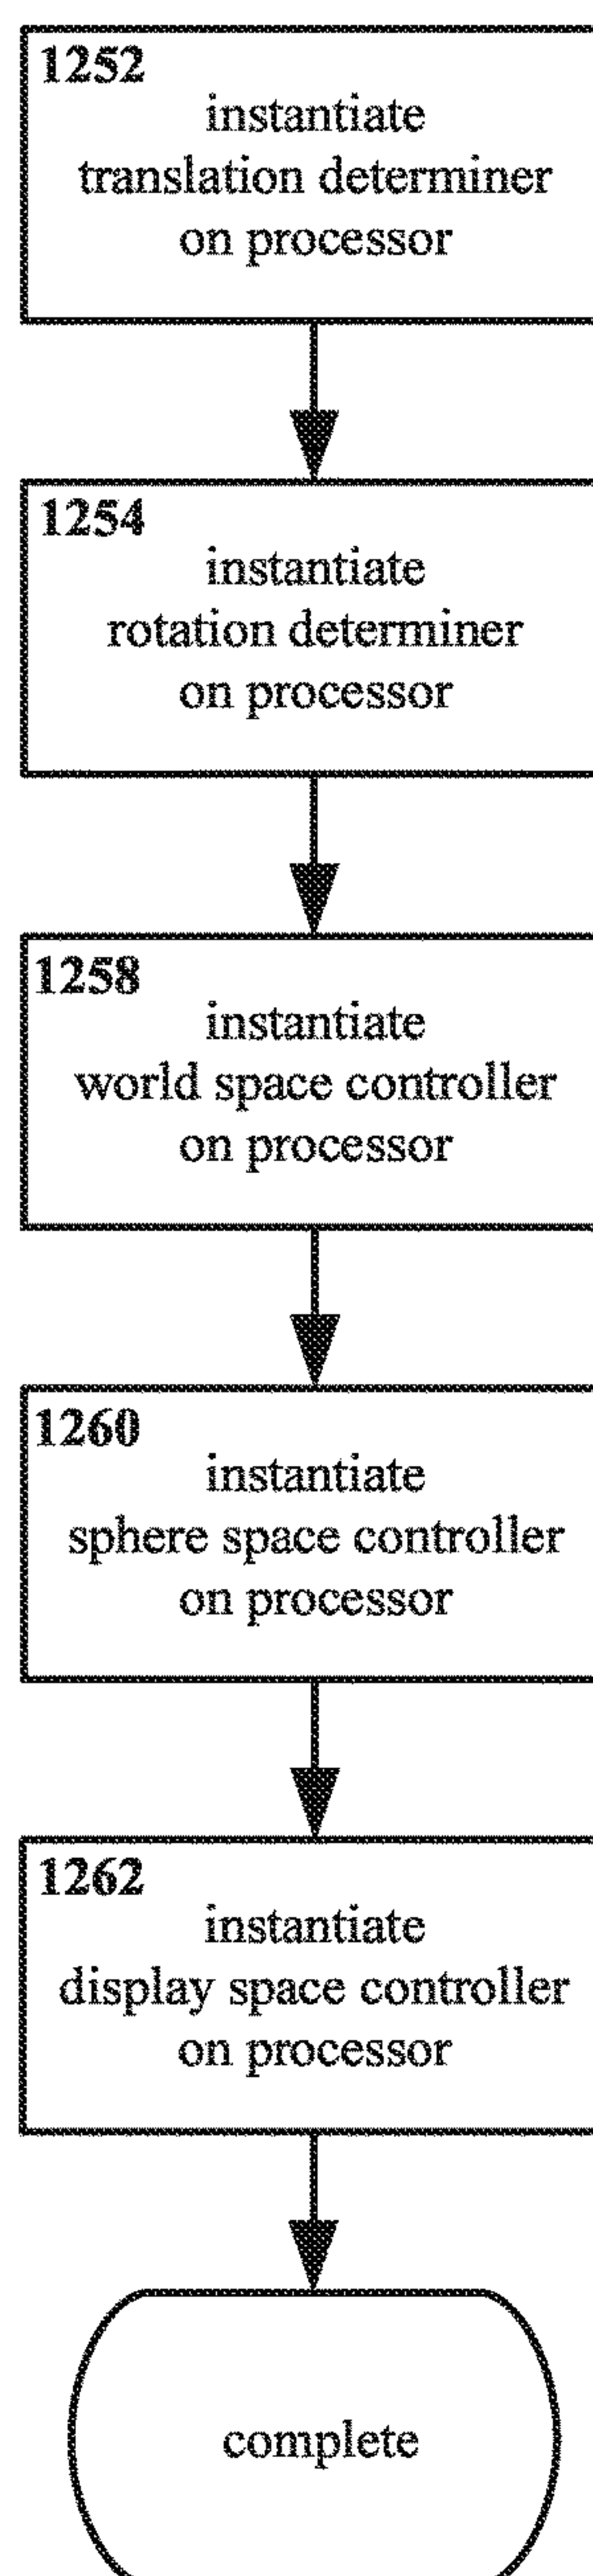 1252
instantiate
translation determiner
on processor
1254
instantiate
rotation determiner
on processor
1258
instantiate
world space controller
on processor
1260
instantiate
sphere space controller
on processor
1262
instantiate
display space controller
on processor
complete